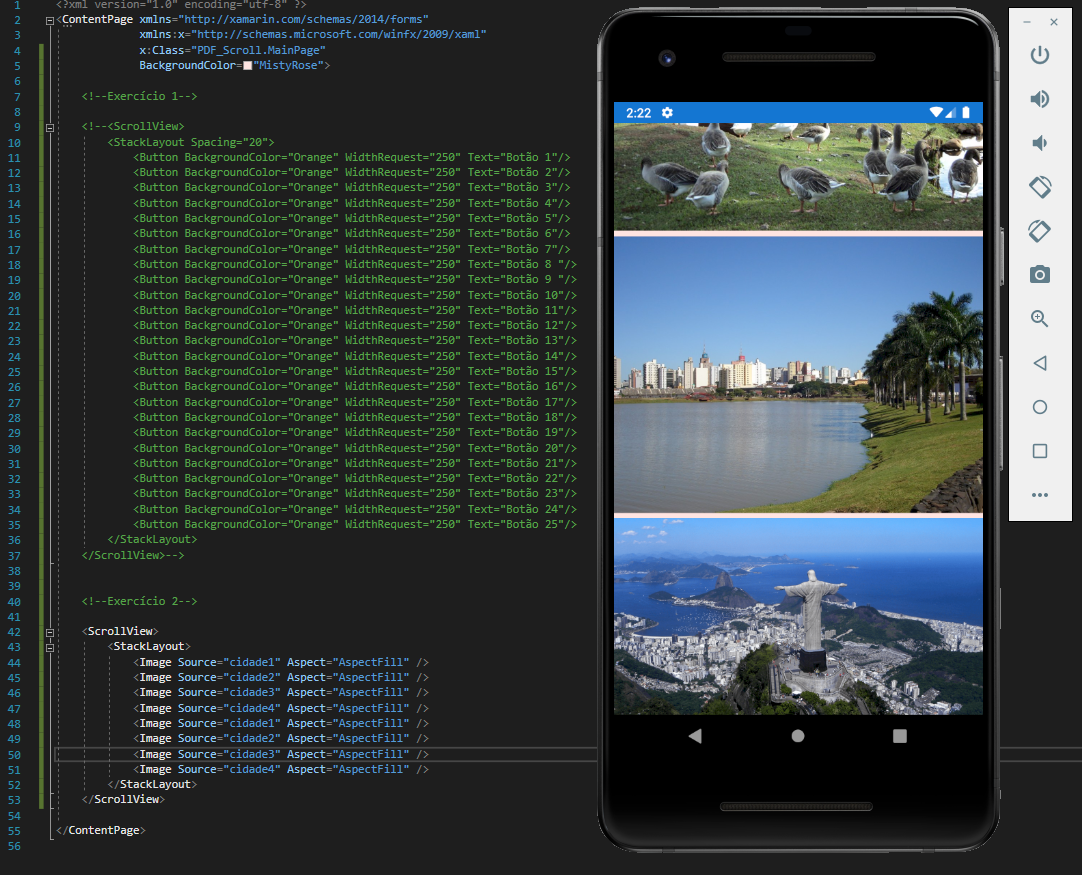 1 <?xml version="1.0" encoding="utf-8" ?>
2 <ContentPage xmlns="http://xamarin.com/schemas/2014/forms"
3 xmlns:x="http://schemas.microsoft.com/winfx/2009/xaml"
4 x:Class="PDF_Scroll.MainPage"
5 BackgroundColor="MistyRose">
6
7 <!--Exercício 1-->
8
9 <!--<ScrollView>
10 <StackLayout Spacing="20">
11 <Button BackgroundColor="Orange" WidthRequest="250" Text="Botão 1"/>
12 <Button BackgroundColor="Orange" WidthRequest="250" Text="Botão 2"/>
13 <Button BackgroundColor="Orange" WidthRequest="250" Text="Botão 3"/>
14 <Button BackgroundColor="Orange" WidthRequest="250" Text="Botão 4"/>
15 <Button BackgroundColor="Orange" WidthRequest="250" Text="Botão 5"/>
16 <Button BackgroundColor="Orange" WidthRequest="250" Text="Botão 6"/>
17 <Button BackgroundColor="Orange" WidthRequest="250" Text="Botão 7"/>
18 <Button BackgroundColor="Orange" WidthRequest="250" Text="Botão 8 "/>
19 <Button BackgroundColor="Orange" WidthRequest="250" Text="Botão 9 "/>
20 <Button BackgroundColor="Orange" WidthRequest="250" Text="Botão 10"/>
21 <Button BackgroundColor="Orange" WidthRequest="250" Text="Botão 11"/>
22 <Button BackgroundColor="Orange" WidthRequest="250" Text="Botão 12"/>
23 <Button BackgroundColor="Orange" WidthRequest="250" Text="Botão 13"/>
24 <Button BackgroundColor="Orange" WidthRequest="250" Text="Botão 14"/>
25 <Button BackgroundColor="Orange" WidthRequest="250" Text="Botão 15"/>
26 <Button BackgroundColor="Orange" WidthRequest="250" Text="Botão 16"/>
27 <Button BackgroundColor="Orange" WidthRequest="250" Text="Botão 17"/>
28 <Button BackgroundColor="Orange" WidthRequest="250" Text="Botão 18"/>
29 <Button BackgroundColor="Orange" WidthRequest="250" Text="Botão 19"/>
30 <Button BackgroundColor="Orange" WidthRequest="250" Text="Botão 20"/>
31 <Button BackgroundColor="Orange" WidthRequest="250" Text="Botão 21"/>
32 <Button BackgroundColor="Orange" WidthRequest="250" Text="Botão 22"/>
33 <Button BackgroundColor="Orange" WidthRequest="250" Text="Botão 23"/>
34 <Button BackgroundColor="Orange" WidthRequest="250" Text="Botão 24"/>
35 <Button BackgroundColor="Orange" WidthRequest="250" Text="Botão 25"/>
36 </StackLayout>
37 </ScrollView>-->
38
39
40 <!--Exercício 2-->
41
42 <ScrollView>
43 <StackLayout>
44 <Image Source="cidade1" Aspect="AspectFill" />
45 <Image Source="cidade2" Aspect="AspectFill" />
46 <Image Source="cidade3" Aspect="AspectFill" />
47 <Image Source="cidade4" Aspect="AspectFill" />
48 <Image Source="cidade1" Aspect="AspectFill" />
49 <Image Source="cidade2" Aspect="AspectFill" />
50 <Image Source="cidade3" Aspect="AspectFill" />
51 <Image Source="cidade4" Aspect="AspectFill" />
52 </StackLayout>
53 </ScrollView>
54
55 </ContentPage>
56
2:22